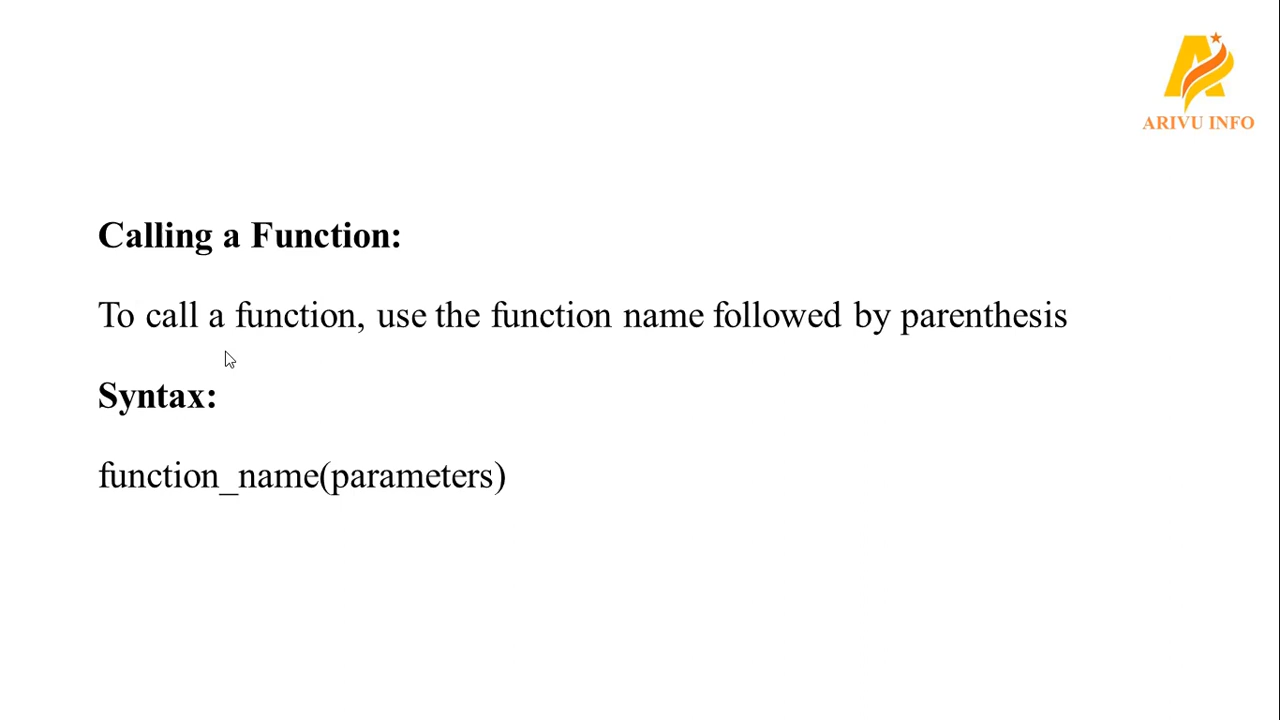 ARIVU INFO
Calling a Function:
To call a function, use the function name followed by parenthesis
Syntax:
function_name(parameters)